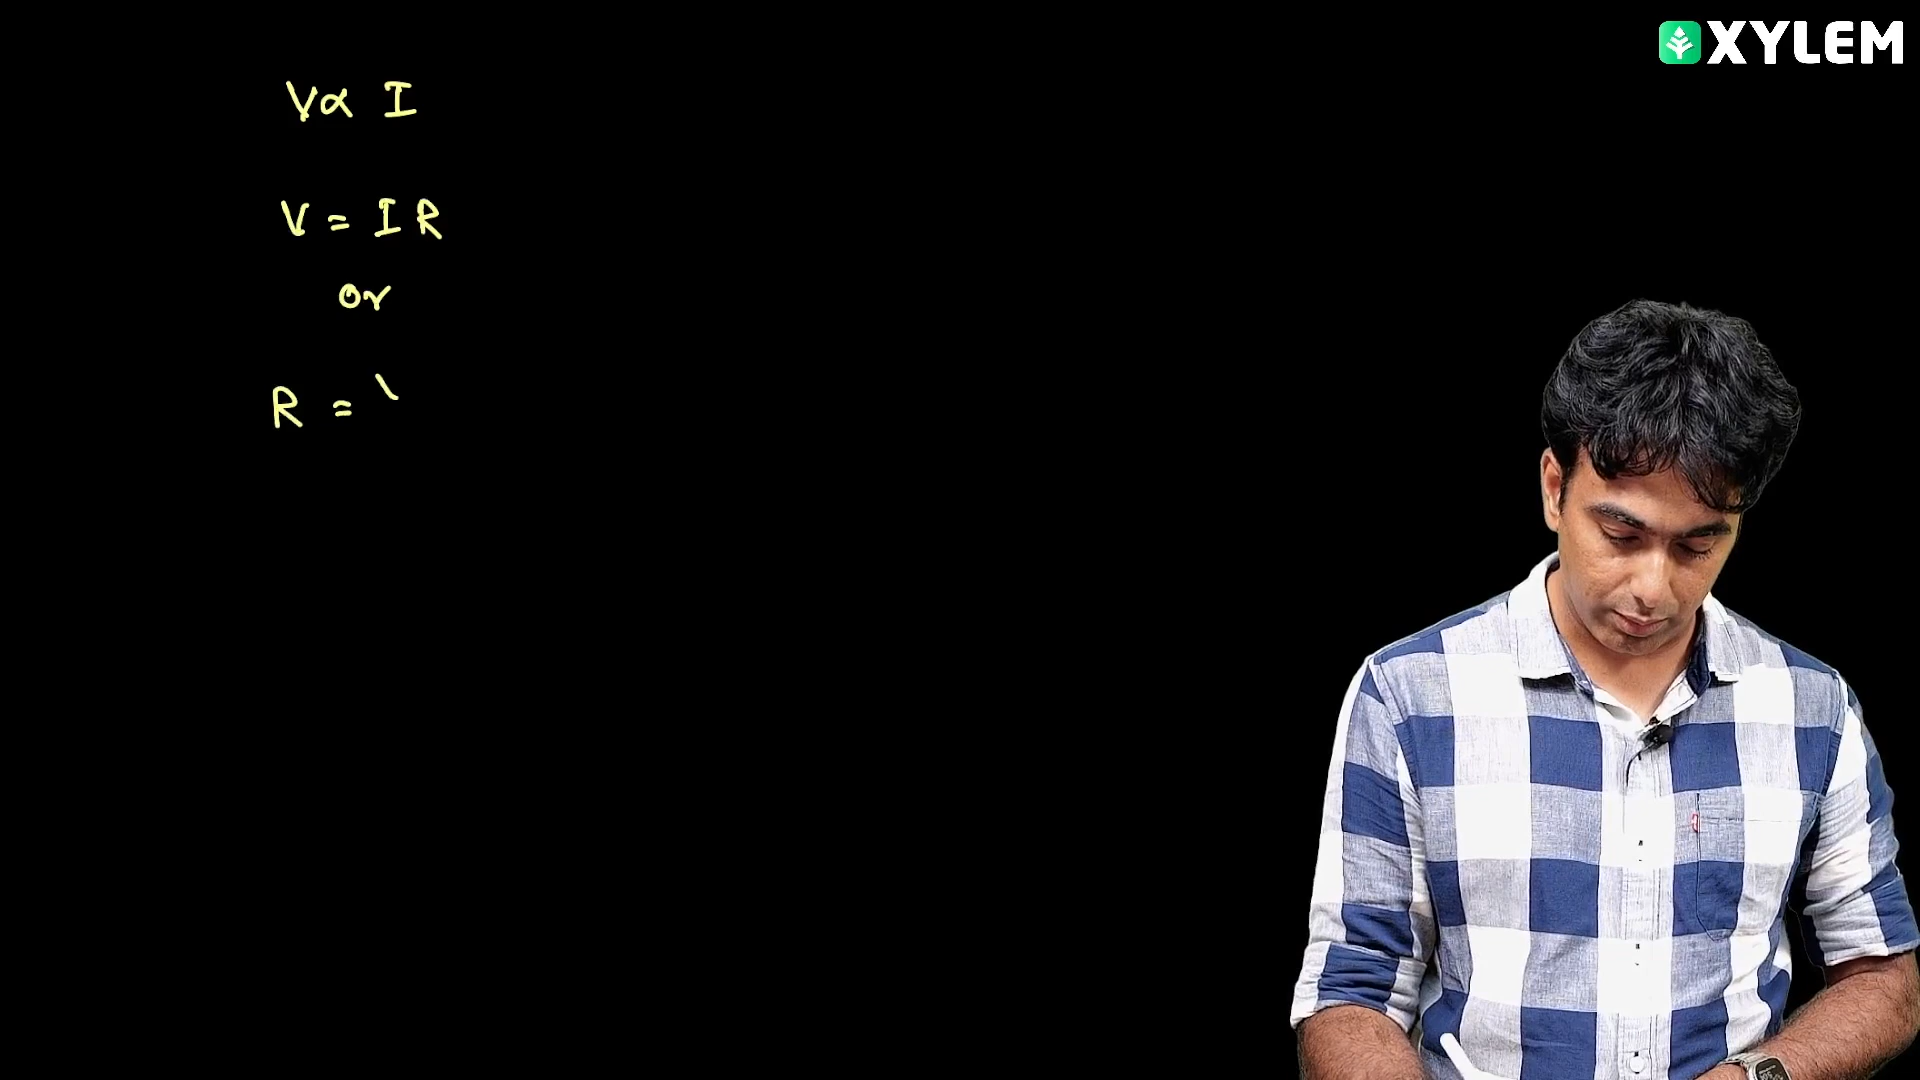 XYLEM
V∝ I
V = I R
or
R =